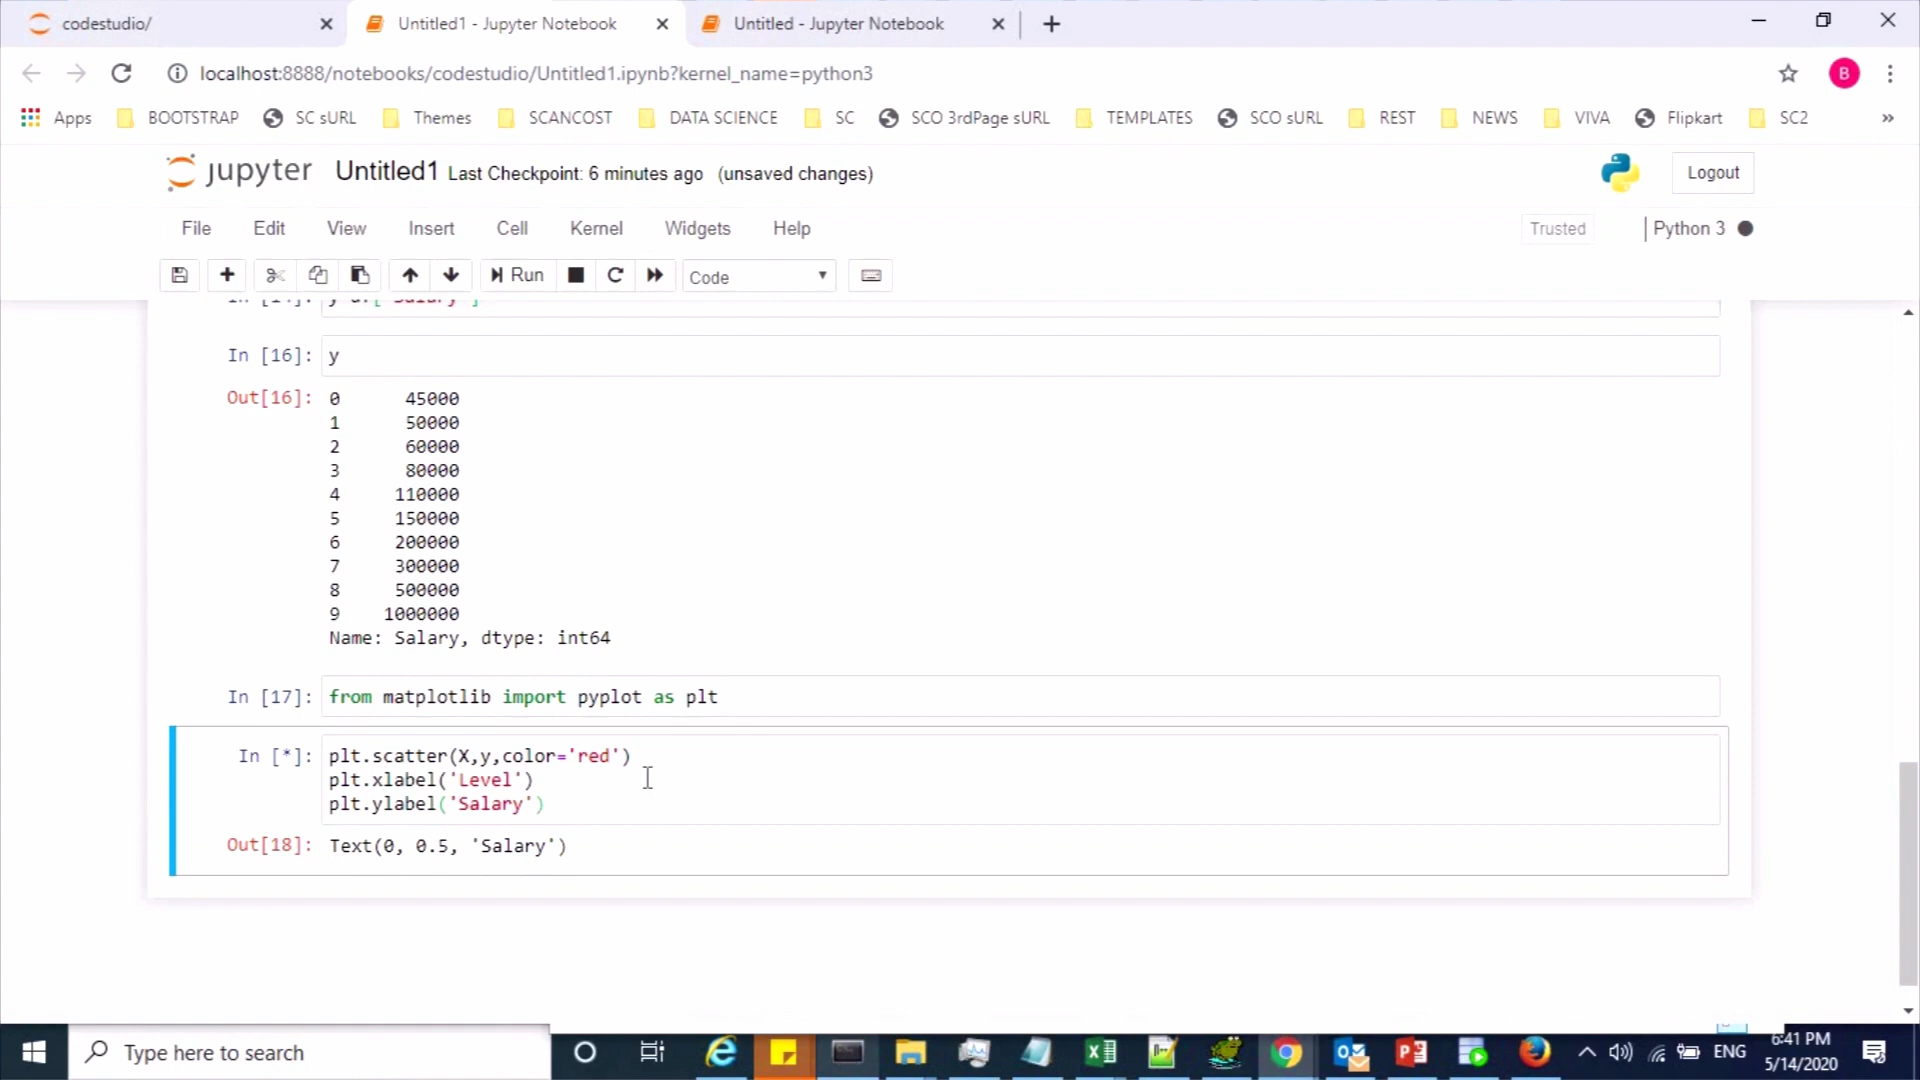 codestudio/
Untitled1 - Jupyter Notebook
Untitled - Jupyter Notebook
localhost:8888/notebooks/codestudio/Untitled1.ipynb?kernel_name=python3
B
Apps BOOTSTRAP SC sURL Themes SCANCOST DATA SCIENCE SC SCO 3rdPage sURL TEMPLATES SCO sURL REST NEWS VIVA Flipkart SC2 »
jupyter Untitled1 Last Checkpoint: 6 minutes ago (unsaved changes)
Logout
File Edit View Insert Cell Kernel Widgets Help
Trusted
Python 3
Run
Code
In [16]: y
Out[16]: 0 45000
1 50000
2 60000
3 80000
4 110000
5 150000
6 200000
7 300000
8 500000
9 1000000
Name: Salary, dtype: int64
In [17]: from matplotlib import pyplot as plt
In [*]: plt.scatter(X,y,color='red')
plt.xlabel('Level')
plt.ylabel('Salary')
Out[18]: Text(0, 0.5, 'Salary')
Type here to search
ENG
6:41 PM
5/14/2020